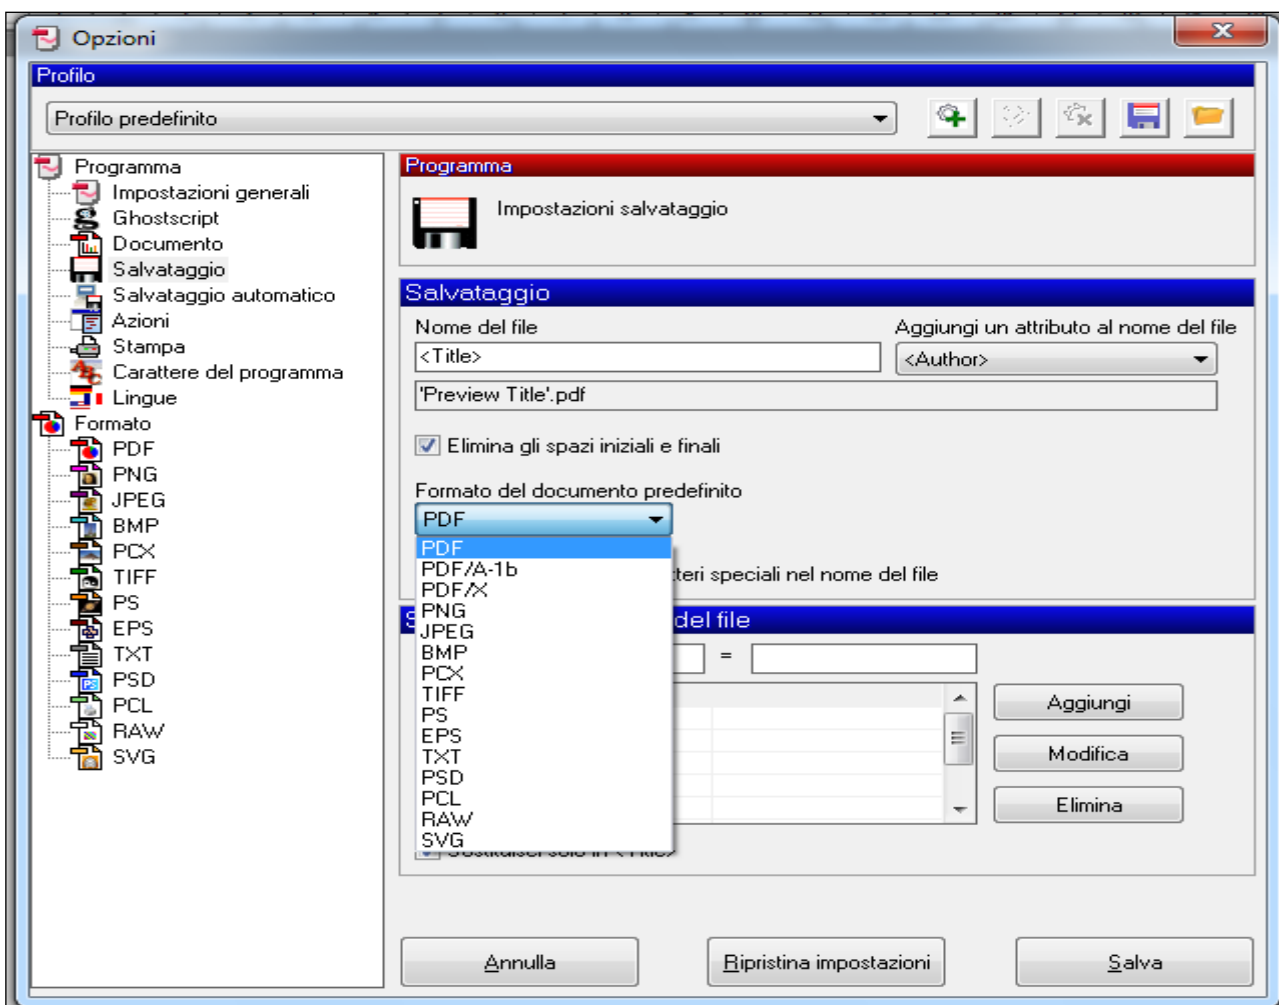 Opzioni
Profilo
Profilo predefinito
Programma
Impostazioni generali
Ghostscript
Documento
Salvataggio
Salvataggio automatico
Azioni
Stampa
Carattere del programma
Lingue
Formato
PDF
PNG
JPEG
BMP
PCX
TIFF
PS
EPS
TXT
PSD
PCL
RAW
SVG
Programma
Impostazioni salvataggio
Salvataggio
Nome del file
Aggiungi un attributo al nome del file
<Title>
<Author>
'Preview Title'.pdf
Elimina gli spazi iniziali e finali
Formato del documento predefinito
PDF
PDF
PDF/A-1b
PDF/X
PNG
JPEG
BMP
PCX
TIFF
PS
EPS
TXT
PSD
PCL
RAW
SVG
speciali nel nome del file
del file
=
Aggiungi
Modifica
Elimina
Annulla
Ripristina impostazioni
Salva